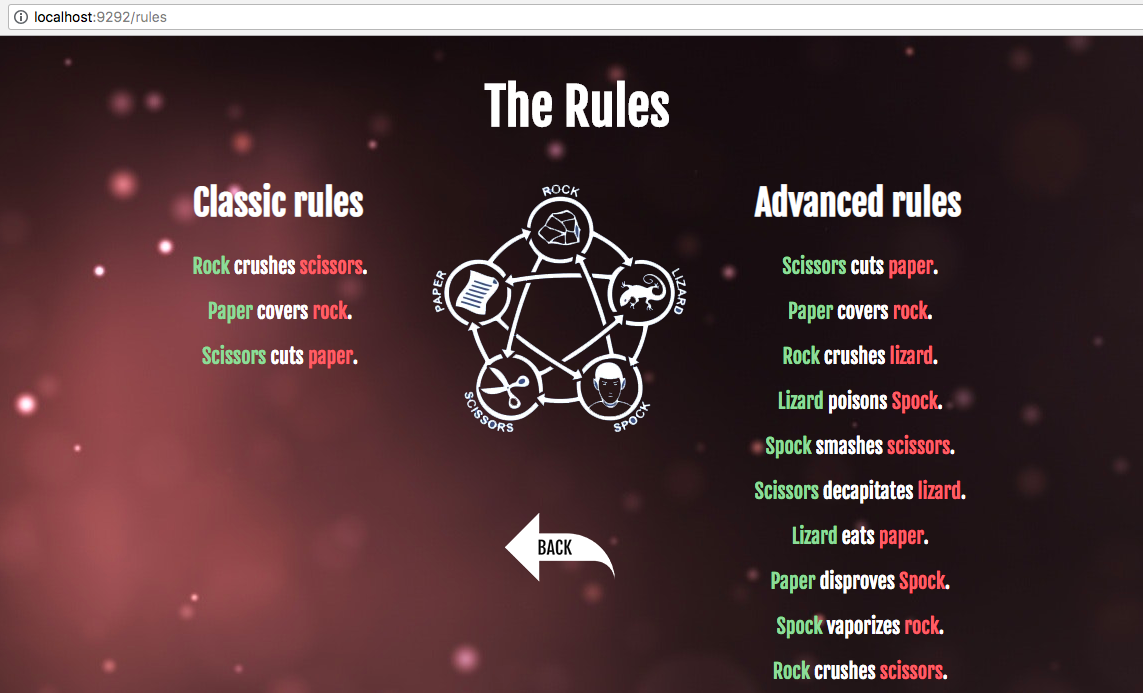 localhost:9292/rules
The Rules
Classic rules
Rock crushes scissors.
Paper covers rock.
Scissors cuts paper.
ROCK
PAPER
LIZARD
SCISSORS
SPOCK
BACK
Advanced rules
Scissors cuts paper.
Paper covers rock.
Rock crushes lizard.
Lizard poisons Spock.
Spock smashes scissors.
Scissors decapitates lizard.
Lizard eats paper.
Paper disproves Spock.
Spock vaporizes rock.
Rock crushes scissors.